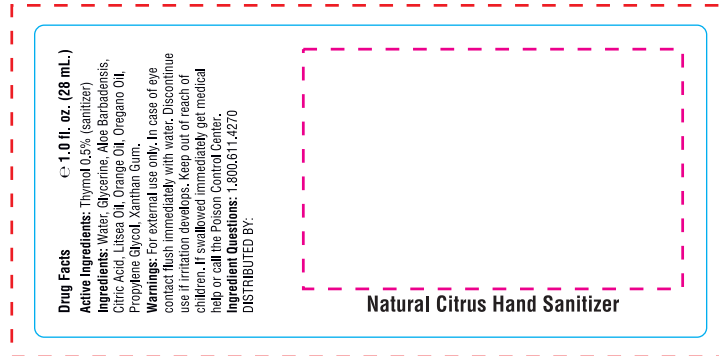 Drug Facts ℮ 1.0 fl. oz. (28 mL.)
Active Ingredients: Thymol 0.5% (sanitizer)
Ingredients: Water, Glycerine, Aloe Barbadensis,
Citric Acid, Litsea Oil, Orange Oil, Oregano Oil,
Propylene Glycol, Xanthan Gum.
Warnings: For external use only. In case of eye
contact flush immediately with water. Discontinue
use if irritation develops. Keep out of reach of
children. If swallowed immediately get medical
help or call the Poison Control Center.
Ingredient Questions: 1.800.611.4270
DISTRIBUTED BY:
Natural Citrus Hand Sanitizer